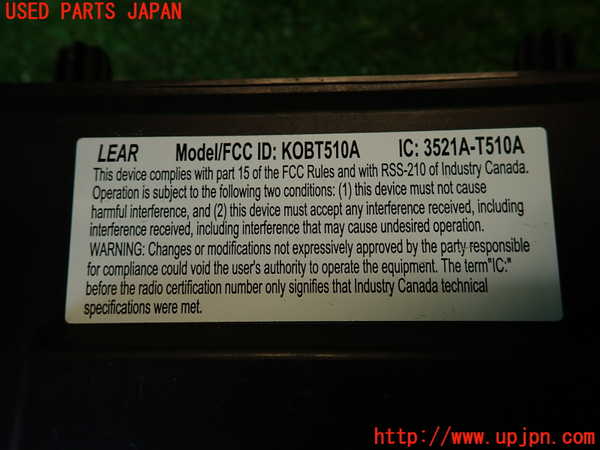 USED PARTS JAPAN
LEAR Model/FCC ID: KOBT510A IC: 3521A-T510A
This device complies with part 15 of the FCC Rules and with RSS-210 of Industry Canada.
Operation is subject to the following two conditions: (1) this device must not cause
harmful interference, and (2) this device must accept any interference received, including
interference received, including interference that may cause undesired operation.
WARNING: Changes or modifications not expressively approved by the party responsible
for compliance could void the user's authority to operate the equipment. The term"IC:"
before the radio certification number only signifies that Industry Canada technical
specifications were met.
http://www.upjpn.com/